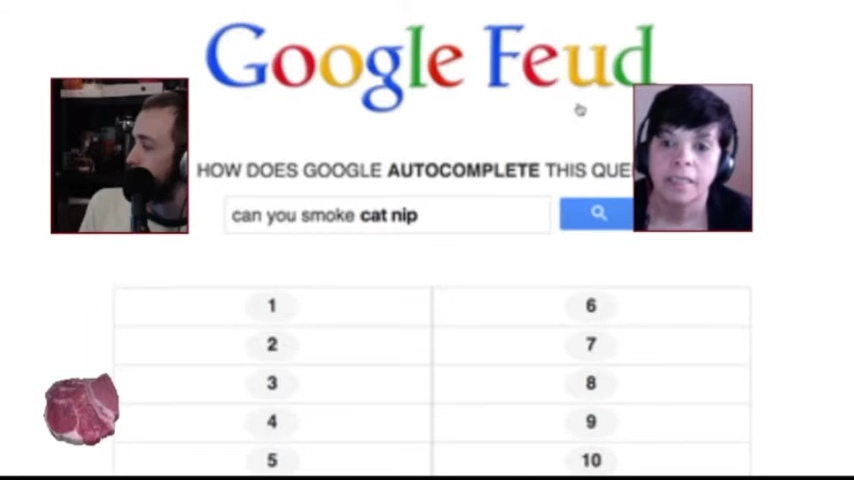 Google Feud
HOW DOES GOOGLE AUTOCOMPLETE THIS QUE
can you smoke cat nip
1 6
2 7
3 8
4 9
5 10